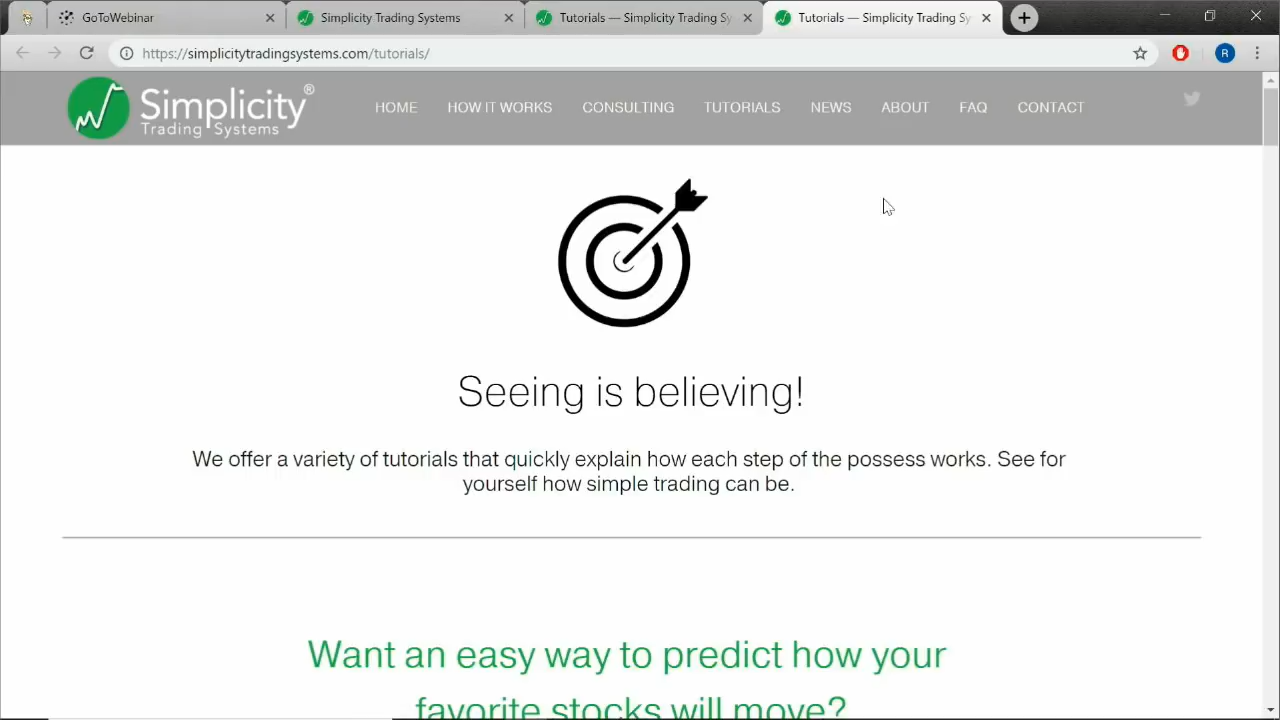 GoToWebinar
Simplicity Trading Systems
Tutorials — Simplicity Trading Sy
Tutorials — Simplicity Trading Sy
https://simplicitytradingsystems.com/tutorials/
R
Simplicity®
Trading Systems
HOME HOW IT WORKS CONSULTING TUTORIALS NEWS ABOUT FAQ CONTACT
Seeing is believing!
We offer a variety of tutorials that quickly explain how each step of the possess works. See for
yourself how simple trading can be.
Want an easy way to predict how your
favorite stocks will move?